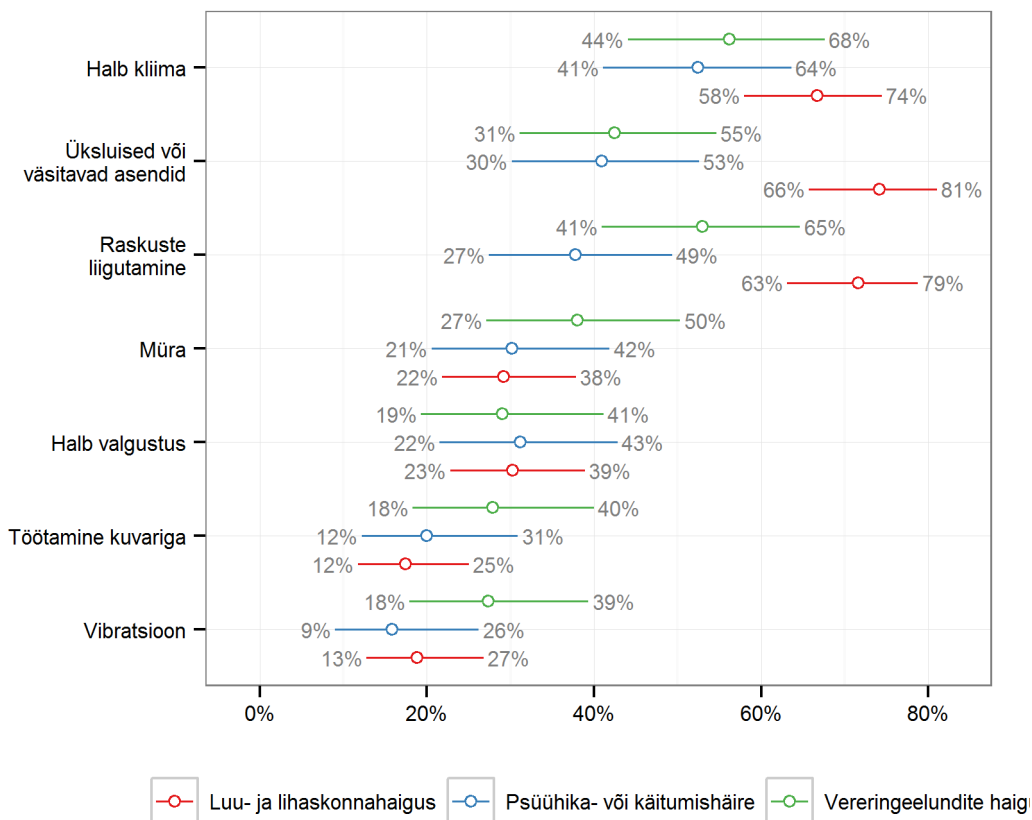 44% 68%
Halb kliima 41% 64%
58% 74%
31% 55%
Üksluised või
väsitavad asendid
30% 53%
66% 81%
41% 65%
Raskuste
liigutamine
27% 49%
63% 79%
27% 50%
Müra 21% 42%
22% 38%
19% 41%
Halb valgustus 22% 43%
23% 39%
18% 40%
Töötamine kuvariga 12% 31%
12% 25%
18% 39%
Vibratsioon 9% 26%
13% 27%
0% 20% 40% 60% 80%
Luu- ja lihaskonnahaigus Psüühika- või käitumishäire Vereringeelundite